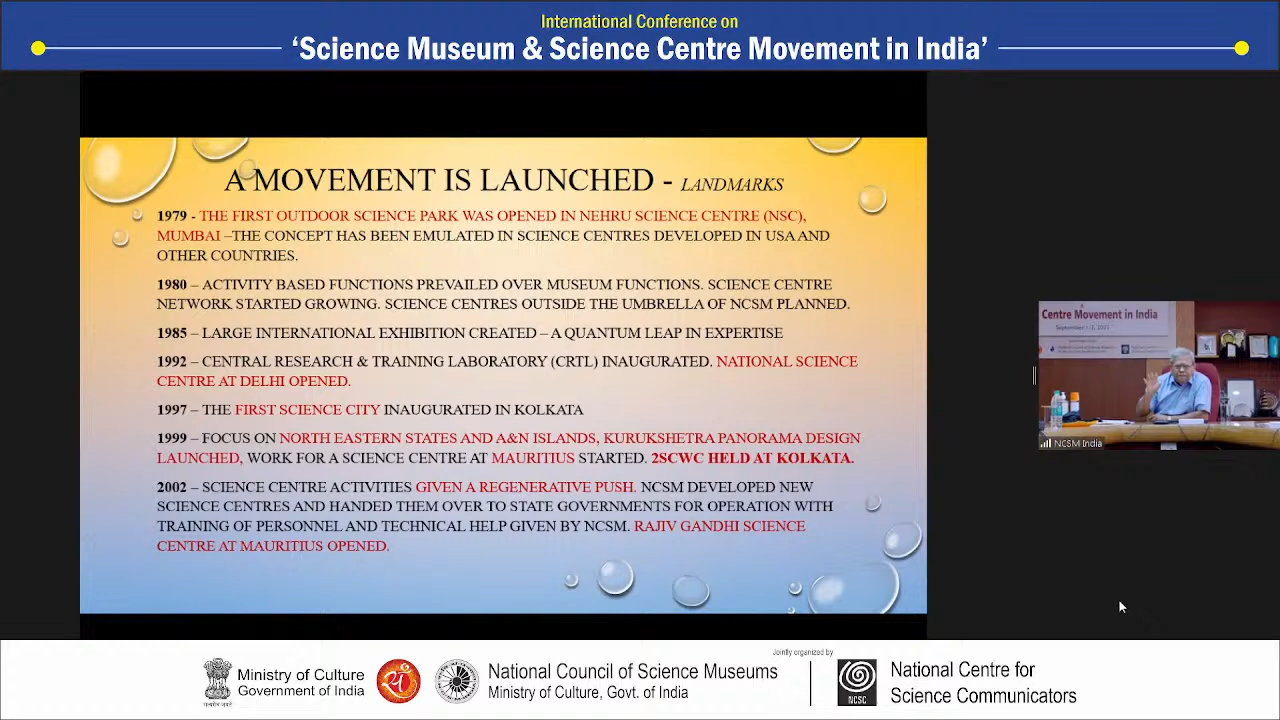 International Conference on
‘Science Museum & Science Centre Movement in India’
A MOVEMENT IS LAUNCHED - LANDMARKS
1979 - THE FIRST OUTDOOR SCIENCE PARK WAS OPENED IN NEHRU SCIENCE CENTRE (NSC),
MUMBAI –THE CONCEPT HAS BEEN EMULATED IN SCIENCE CENTRES DEVELOPED IN USA AND
OTHER COUNTRIES.
1980 – ACTIVITY BASED FUNCTIONS PREVAILED OVER MUSEUM FUNCTIONS. SCIENCE CENTRE
NETWORK STARTED GROWING. SCIENCE CENTRES OUTSIDE THE UMBRELLA OF NCSM PLANNED.
1985 – LARGE INTERNATIONAL EXHIBITION CREATED – A QUANTUM LEAP IN EXPERTISE
1992 – CENTRAL RESEARCH & TRAINING LABORATORY (CRTL) INAUGURATED. NATIONAL SCIENCE
CENTRE AT DELHI OPENED.
1997 – THE FIRST SCIENCE CITY INAUGURATED IN KOLKATA
1999 – FOCUS ON NORTH EASTERN STATES AND A&N ISLANDS, KURUKSHETRA PANORAMA DESIGN
LAUNCHED, WORK FOR A SCIENCE CENTRE AT MAURITIUS STARTED. 2SCWC HELD AT KOLKATA.
2002 – SCIENCE CENTRE ACTIVITIES GIVEN A REGENERATIVE PUSH. NCSM DEVELOPED NEW
SCIENCE CENTRES AND HANDED THEM OVER TO STATE GOVERNMENTS FOR OPERATION WITH
TRAINING OF PERSONNEL AND TECHNICAL HELP GIVEN BY NCSM. RAJIV GANDHI SCIENCE
CENTRE AT MAURITIUS OPENED.
Centre Movement in India
NCSM India
Jointly organized by
Ministry of Culture
Government of India
सत्यमेव जयते
National Council of Science Museums
Ministry of Culture, Govt. of India
NCSC
National Centre for
Science Communicators